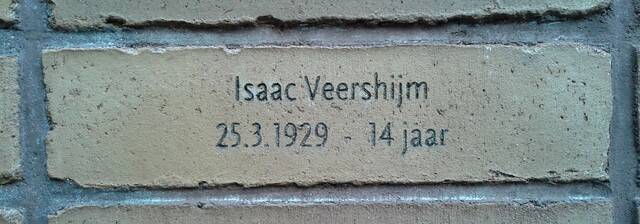 Isaac Veershijm
25.3.1929 - 14 jaar